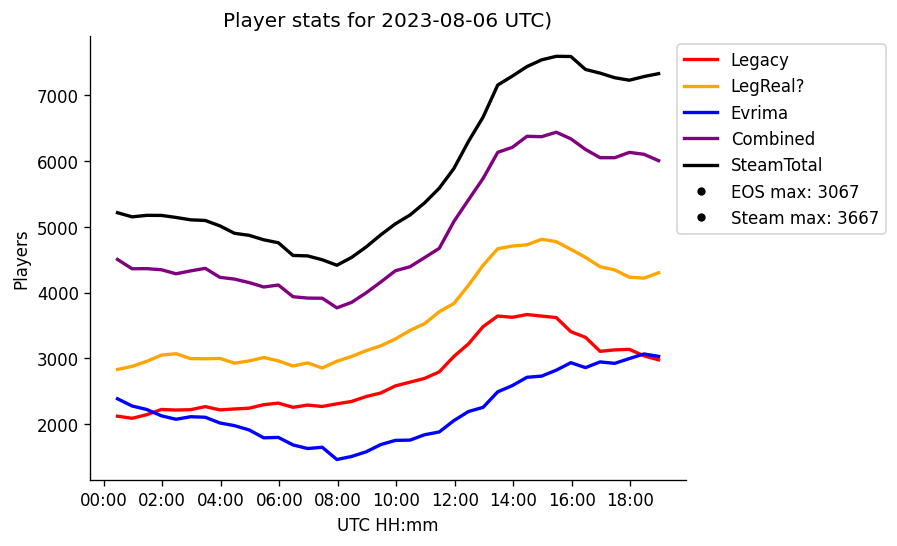 Player stats for 2023-08-06 UTC)
Legacy
LegReal?
Evrima
Combined
SteamTotal
EOS max: 3067
Steam max: 3667
Players
7000
6000
5000
4000
3000
2000
00:00 02:00 04:00 06:00 08:00 10:00 12:00 14:00 16:00 18:00
UTC HH:mm